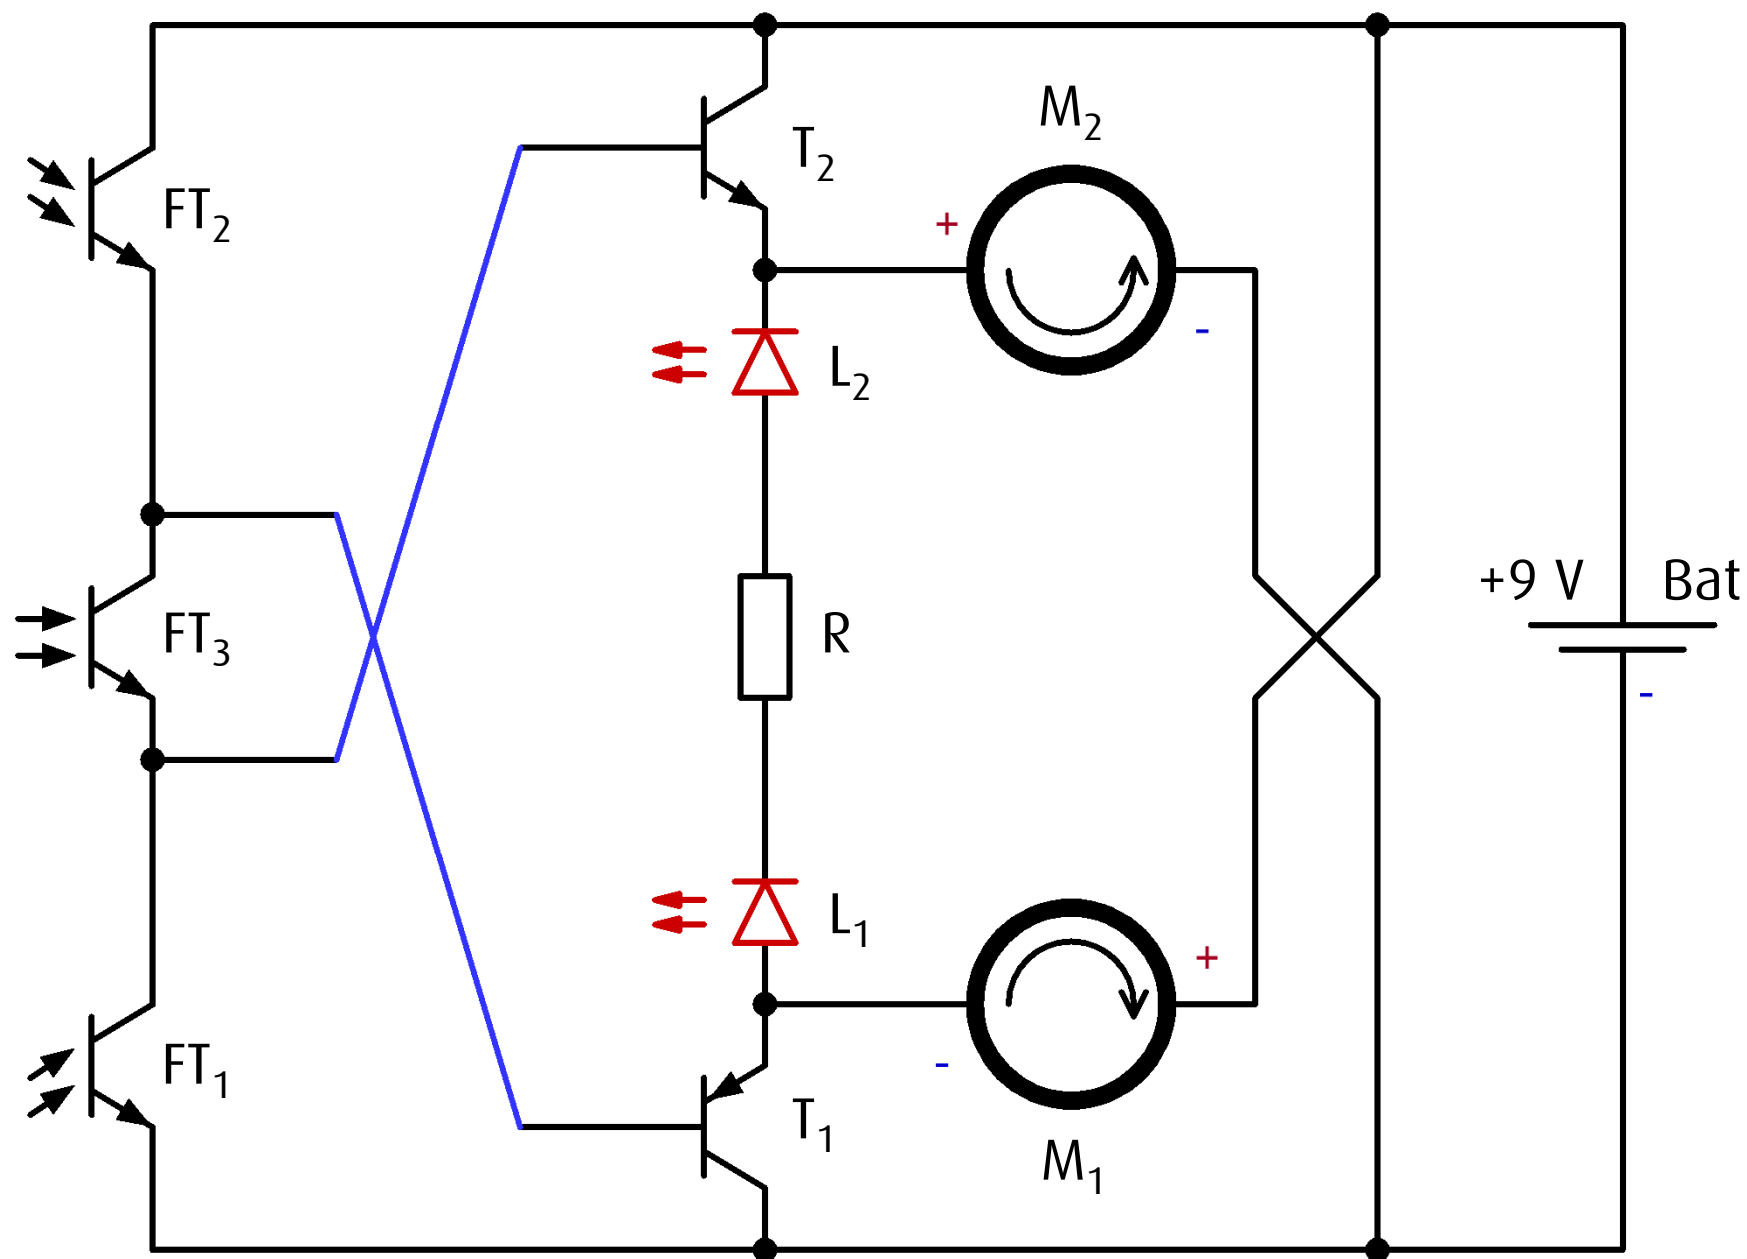 M₂
T₂
+
FT₂
-
L₂
+9 V
Bat
FT₃
R
-
L₁
+
FT₁
-
T₁
M₁